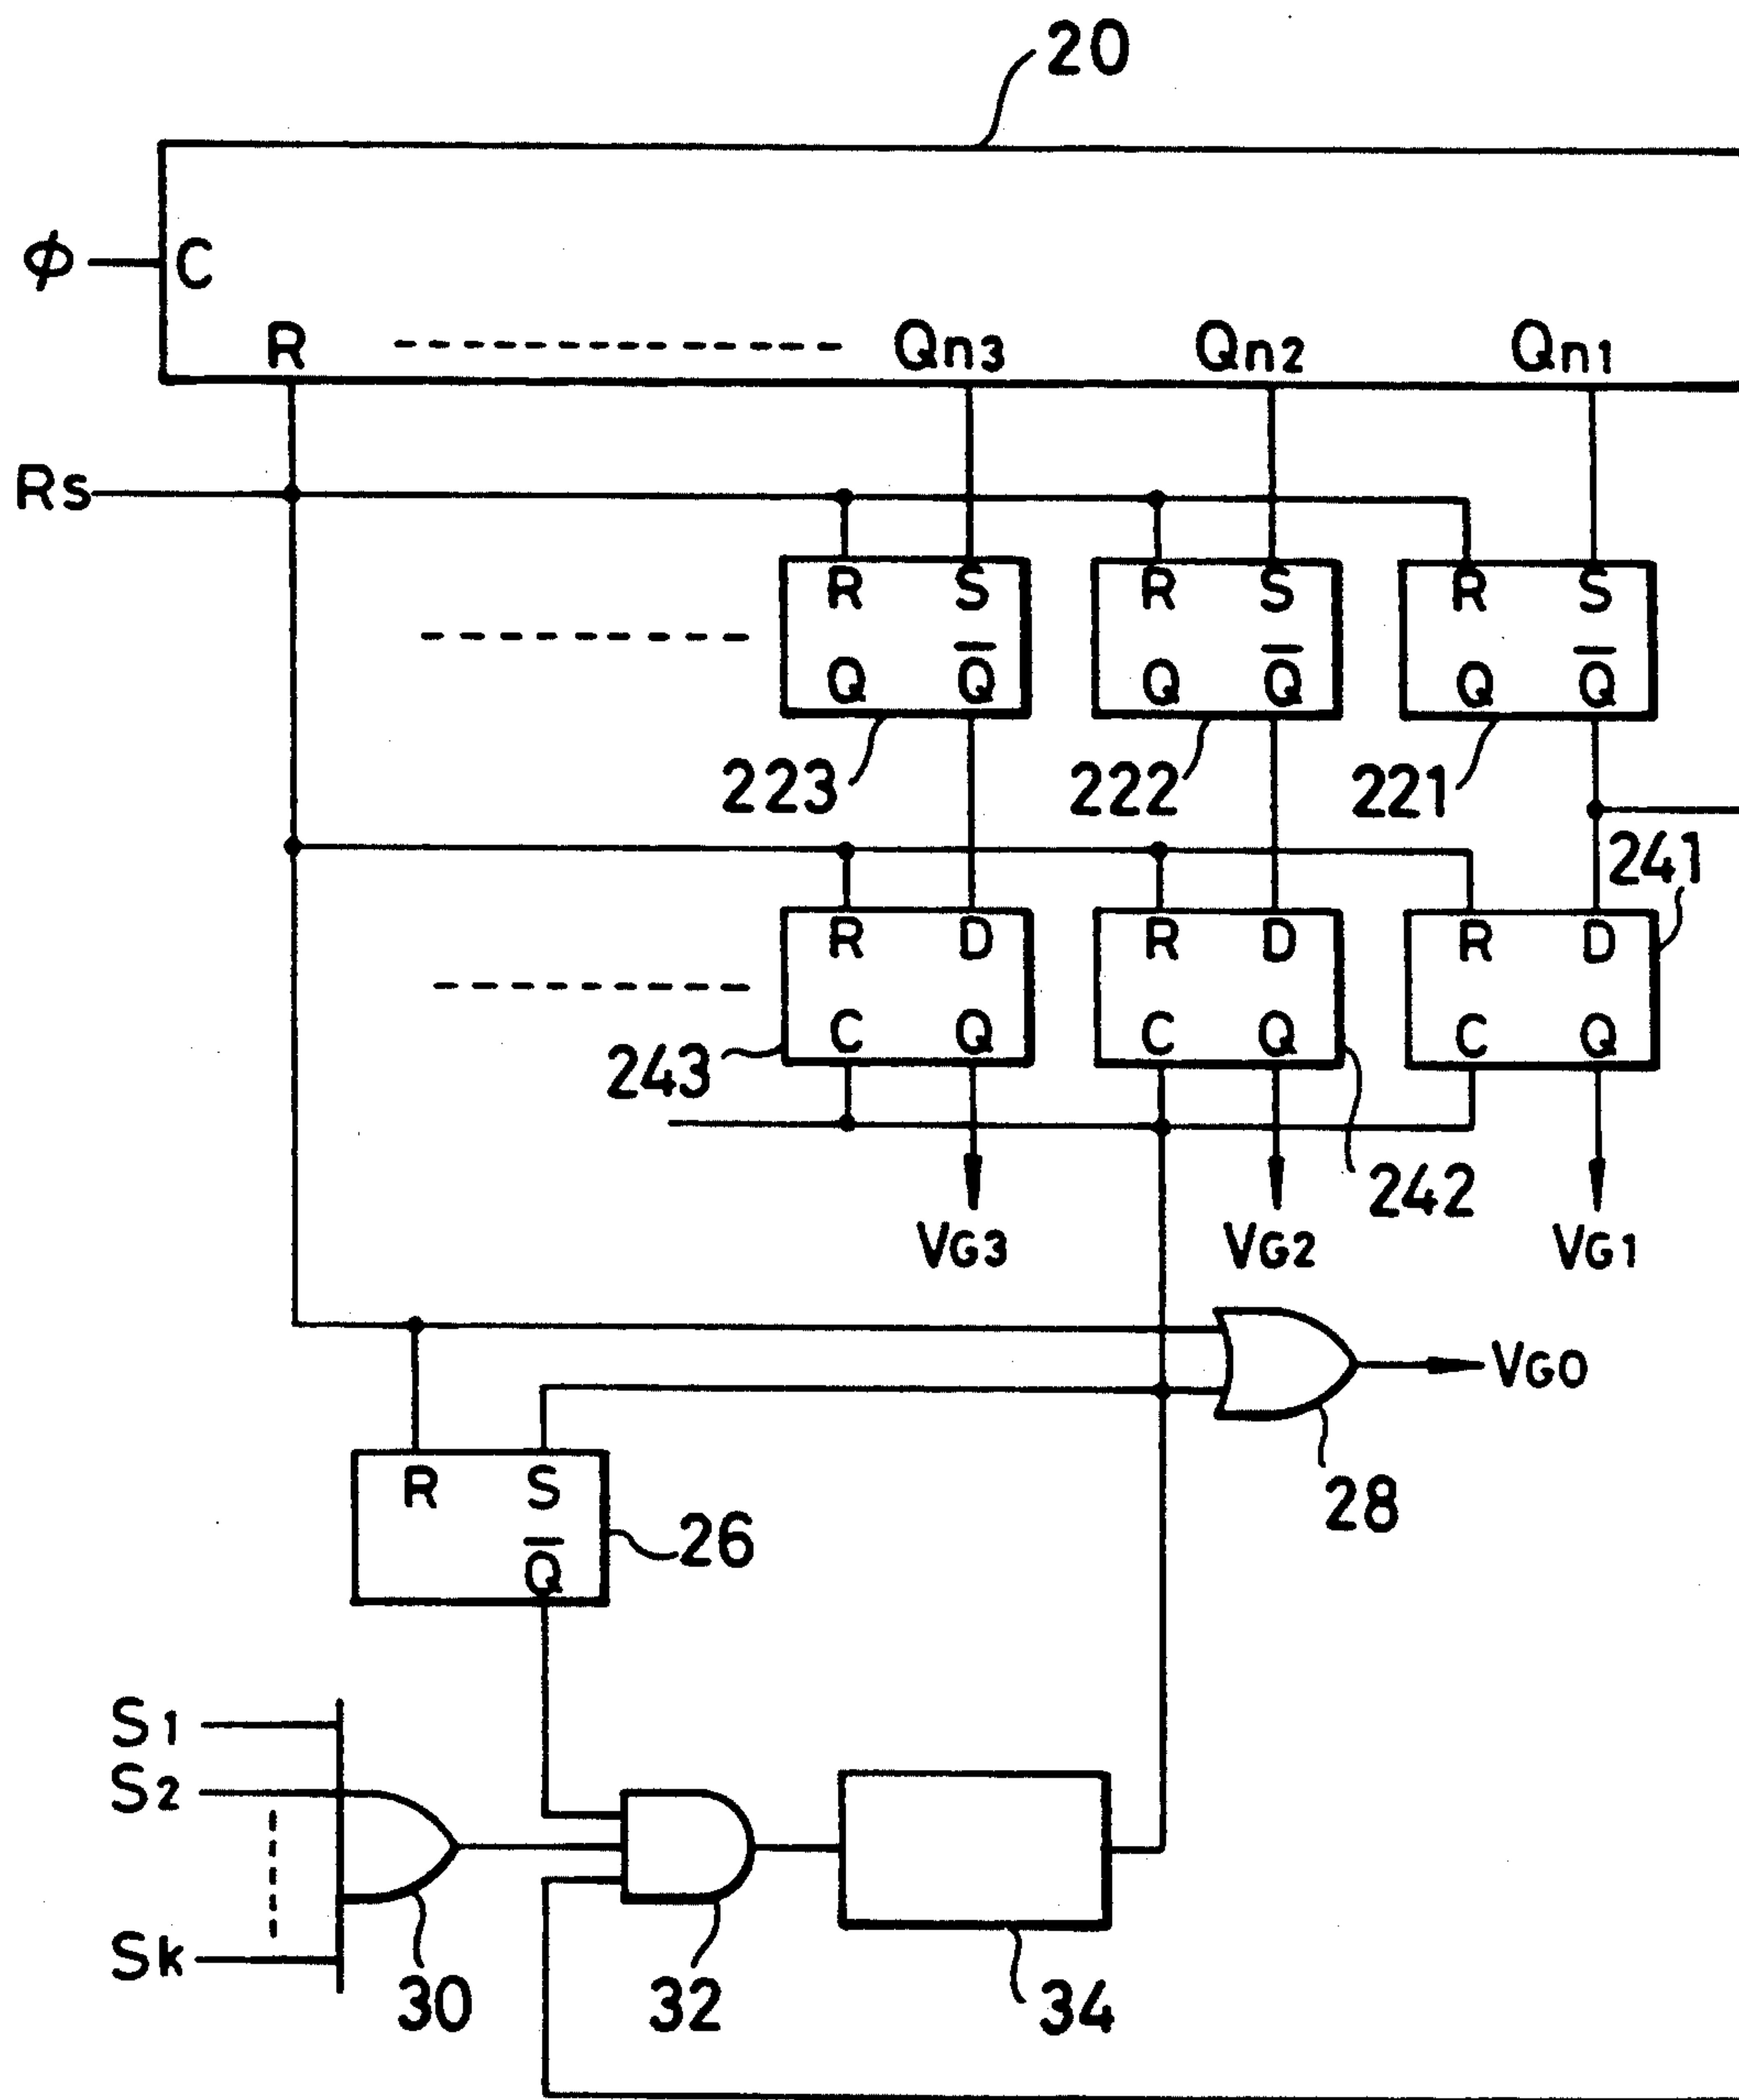 20
Φ C
R Qn3 Qn2 Qn1
Rs
R S R S R S
Q Q̅ Q Q̅ Q Q̅
223 222 221
241
R D R D R D
C Q C Q C Q
243
242
VG3 VG2 VG1
VG0
R S
28
Q̅
26
S1
S2
Sk
30 32 34